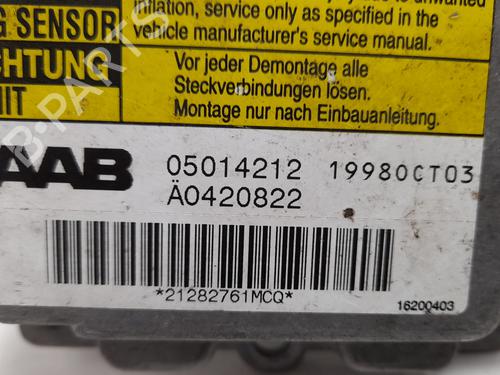 inflation, service only as specified in the
vehicle manufacturer's service manual.
G SENSOR
CHTUNG
IIT
Vor jeder Demontage alle
Steckverbindungen lösen.
Montage nur nach Einbauanleitung.
AAB 05014212 19980CT03
Ä0420822
*21282761MCQ*
16200403
B-PARTS